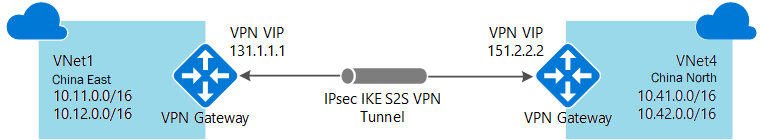 VNet1
China East
10.11.0.0/16
10.12.0.0/16
VPN Gateway
VPN VIP
131.1.1.1
IPsec IKE S2S VPN
Tunnel
VPN VIP
151.2.2.2
VPN Gateway
VNet4
China North
10.41.0.0/16
10.42.0.0/16